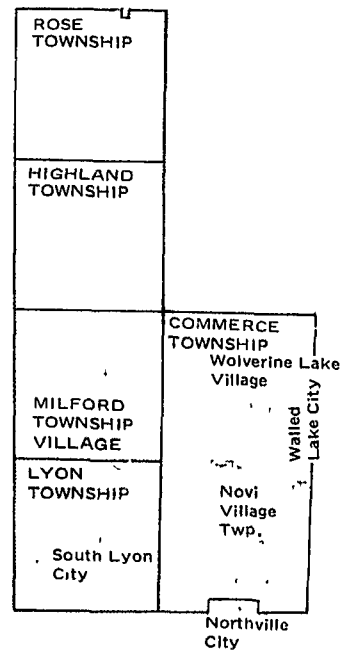 ROSE
TOWNSHIP
HIGHLAND
TOWNSHIP
COMMERCE
TOWNSHIP
Wolverine Lake
Village
Walled
Lake City
MILFORD
TOWNSHIP
VILLAGE
LYON
TOWNSHIP
Novi
Village
Twp.
South Lyon
City
Northville
City